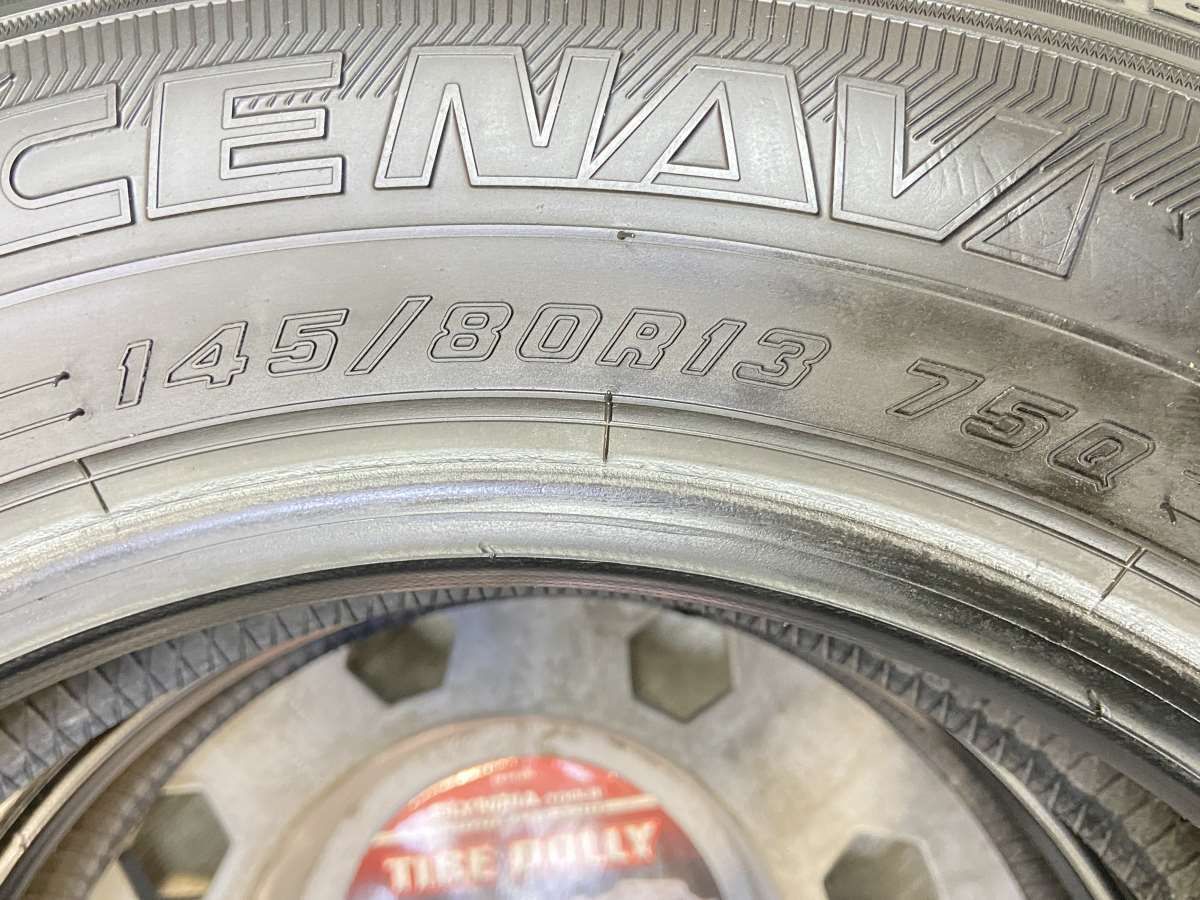 CENAV
145/80R13 75Q
TIRE DOLLY